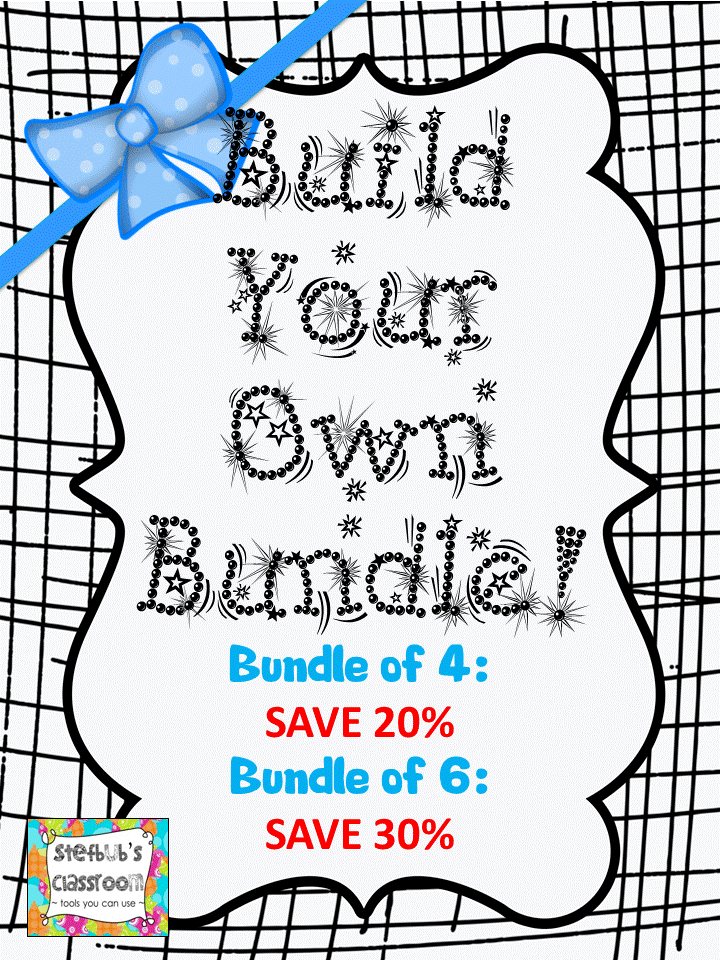 Build
Your
Own
Bundle!
Bundle of 4:
SAVE 20%
Bundle of 6:
SAVE 30%
Stefbub's
Classroom
~ tools you can use ~